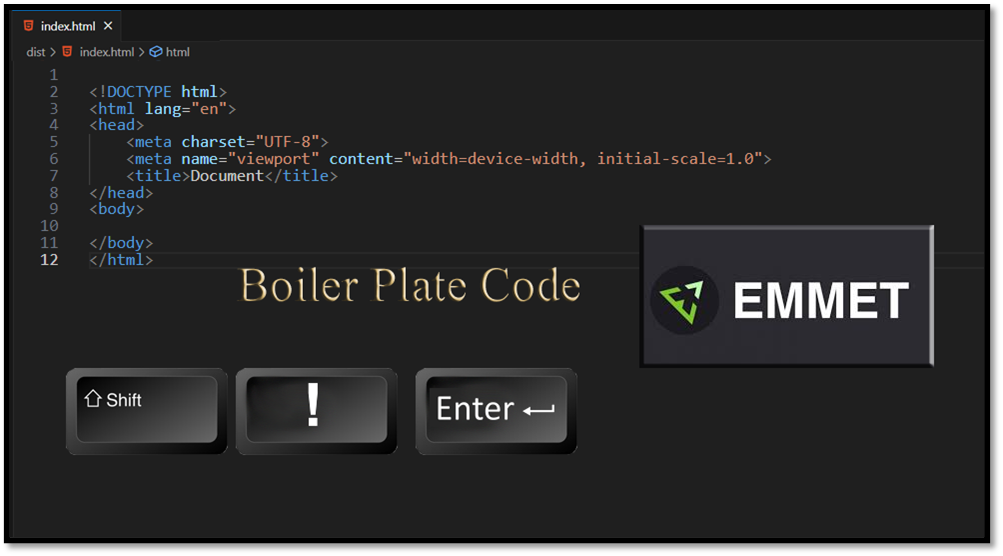 index.html ×
dist > index.html > html
1
2 <!DOCTYPE html>
3 <html lang="en">
4 <head>
5     <meta charset="UTF-8">
6     <meta name="viewport" content="width=device-width, initial-scale=1.0">
7     <title>Document</title>
8 </head>
9 <body>
10
11 </body>
12 </html>
Boiler Plate Code
EMMET
⇧ Shift
!
Enter ↵